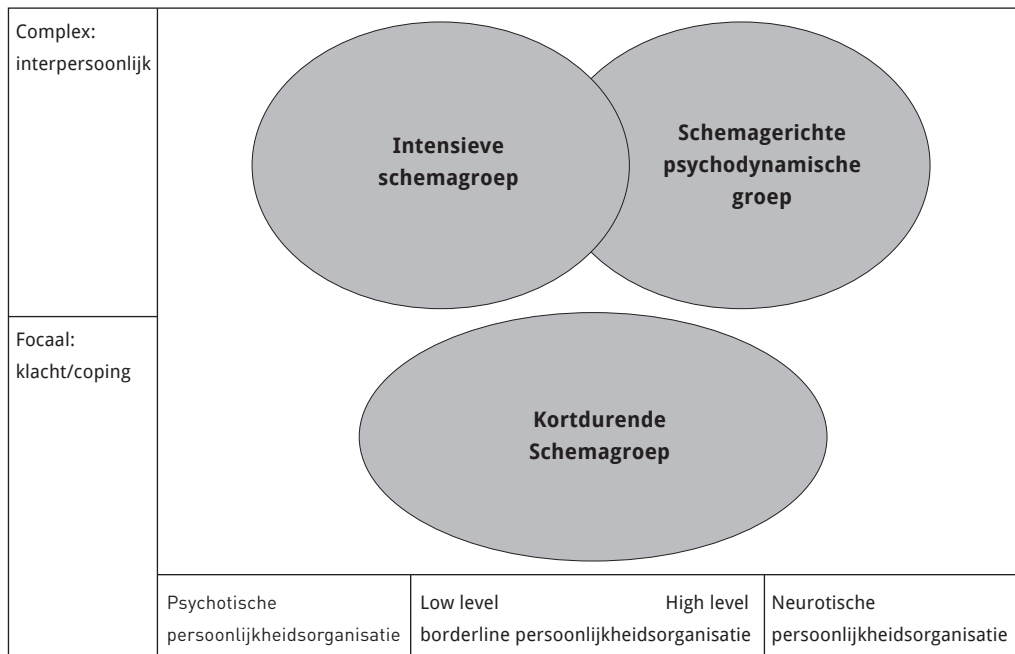 Complex:
interpersoonlijk
Intensieve
schemagroep
Schemagerichte
psychodynamische
groep
Focaal:
klacht/coping
Kortdurende
Schemagroep
Psychotische
persoonlijkheidsorganisatie
Low level High level
borderline persoonlijkheidsorganisatie
Neurotische
persoonlijkheidsorganisatie